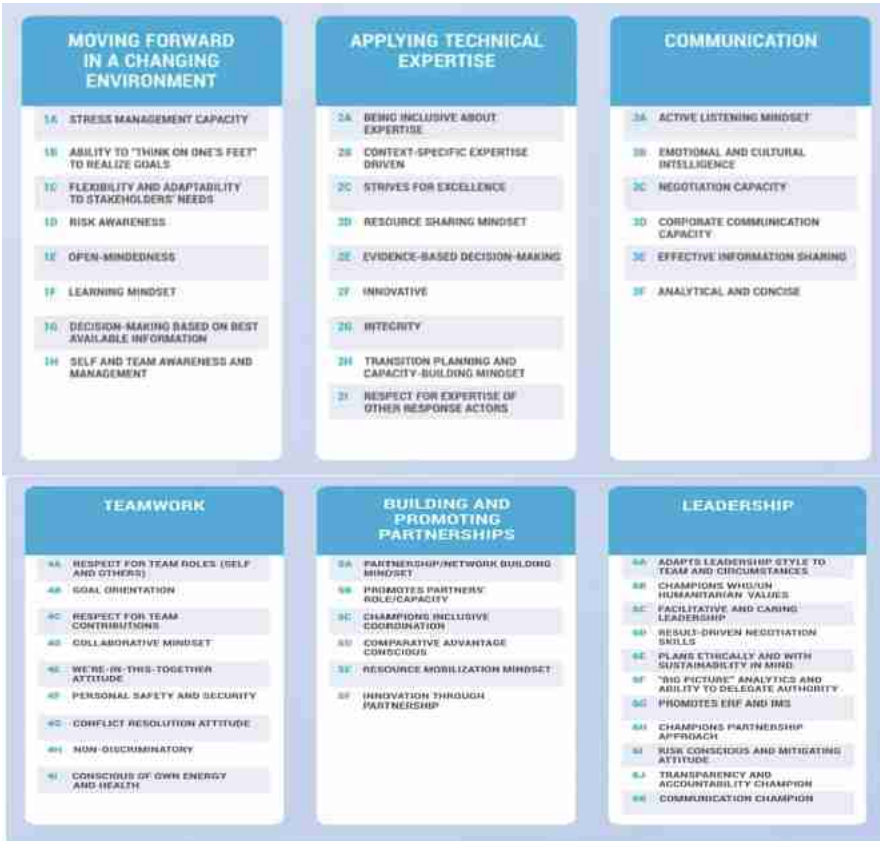 MOVING FORWARD
IN A CHANGING
ENVIRONMENT
1A STRESS MANAGEMENT CAPACITY
1B ABILITY TO "THINK ON ONE'S FEET"
TO REALIZE GOALS
1C FLEXIBILITY AND ADAPTABILITY
TO STAKEHOLDERS' NEEDS
1D RISK AWARENESS
1E OPEN-MINDEDNESS
1F LEARNING MINDSET
1G DECISION-MAKING BASED ON BEST
AVAILABLE INFORMATION
1H SELF AND TEAM AWARENESS AND
MANAGEMENT
APPLYING TECHNICAL
EXPERTISE
2A BEING INCLUSIVE ABOUT
EXPERTISE
2B CONTEXT-SPECIFIC EXPERTISE
DRIVEN
2C STRIVES FOR EXCELLENCE
2D RESOURCE SHARING MINDSET
2E EVIDENCE-BASED DECISION-MAKING
2F INNOVATIVE
2G INTEGRITY
2H TRANSITION PLANNING AND
CAPACITY-BUILDING MINDSET
2I RESPECT FOR EXPERTISE OF
OTHER RESPONSE ACTORS
COMMUNICATION
3A ACTIVE LISTENING MINDSET
3B EMOTIONAL AND CULTURAL
INTELLIGENCE
3C NEGOTIATION CAPACITY
3D CORPORATE COMMUNICATION
CAPACITY
3E EFFECTIVE INFORMATION SHARING
3F ANALYTICAL AND CONCISE
TEAMWORK
4A RESPECT FOR TEAM ROLES (SELF
AND OTHERS)
4B GOAL ORIENTATION
4C RESPECT FOR TEAM
CONTRIBUTIONS
4D COLLABORATIVE MINDSET
4E WE'RE-IN-THIS-TOGETHER
ATTITUDE
4F PERSONAL SAFETY AND SECURITY
4G CONFLICT RESOLUTION ATTITUDE
4H NON-DISCRIMINATORY
4I CONSCIOUS OF OWN ENERGY
AND HEALTH
BUILDING AND
PROMOTING
PARTNERSHIPS
5A PARTNERSHIP/NETWORK BUILDING
MINDSET
5B PROMOTES PARTNERS'
ROLE/CAPACITY
5C CHAMPIONS INCLUSIVE
COORDINATION
5D COMPARATIVE ADVANTAGE
CONSCIOUS
5E RESOURCE MOBILIZATION MINDSET
5F INNOVATION THROUGH
PARTNERSHIP
LEADERSHIP
6A ADAPTS LEADERSHIP STYLE TO
TEAM AND CIRCUMSTANCES
6B CHAMPIONS WHO/UN
HUMANITARIAN VALUES
6C FACILITATIVE AND CARING
LEADERSHIP
6D RESULT-DRIVEN NEGOTIATION
SKILLS
6E PLANS ETHICALLY AND WITH
SUSTAINABILITY IN MIND
6F "BIG PICTURE" ANALYTICS AND
ABILITY TO DELEGATE AUTHORITY
6G PROMOTES ERF AND IMS
6H CHAMPIONS PARTNERSHIP
APPROACH
6I RISK CONSCIOUS AND MITIGATING
ATTITUDE
6J TRANSPARENCY AND
ACCOUNTABILITY CHAMPION
6K COMMUNICATION CHAMPION